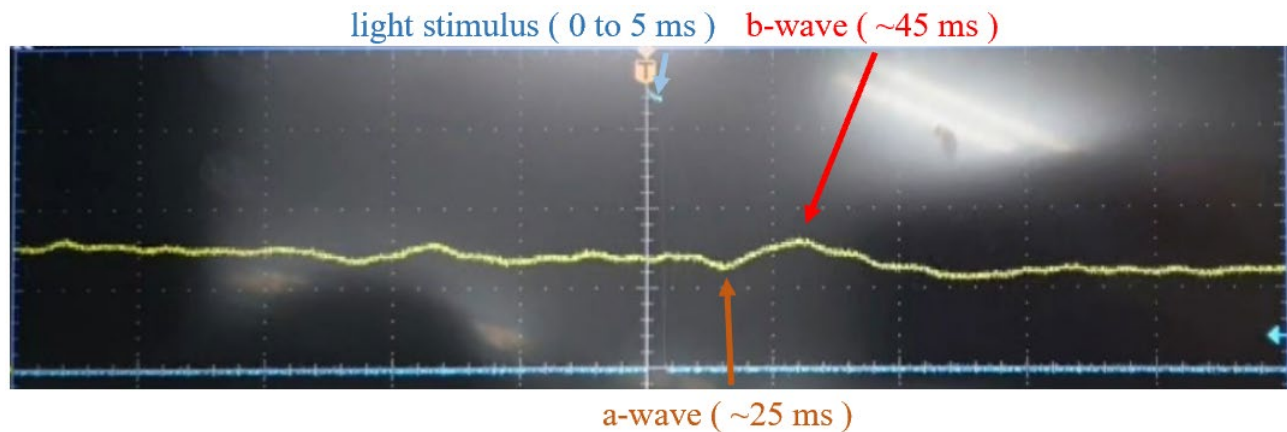 light stimulus ( 0 to 5 ms )
b-wave ( ~45 ms )
T
a-wave ( ~25 ms )